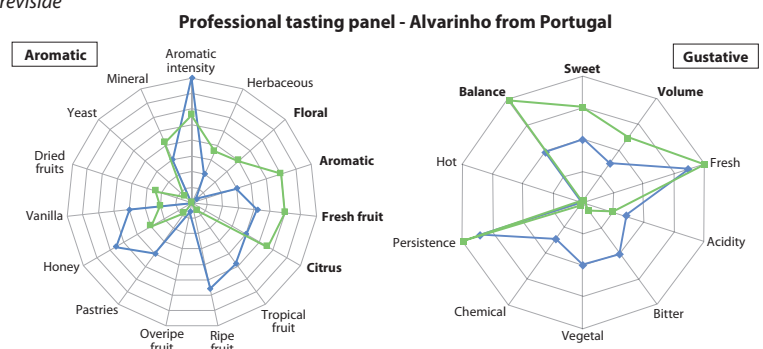 Professional tasting panel - Alvarinho from Portugal
Aromatic
Aromatic
intensity
Herbaceous
Floral
Aromatic
Fresh fruit
Citrus
Tropical
fruit
Ripe
fruit
Overipe
fruit
Pastries
Honey
Vanilla
Dried
fruits
Yeast
Mineral
Gustative
Sweet
Volume
Fresh
Acidity
Bitter
Vegetal
Chemical
Persistence
Hot
Balance